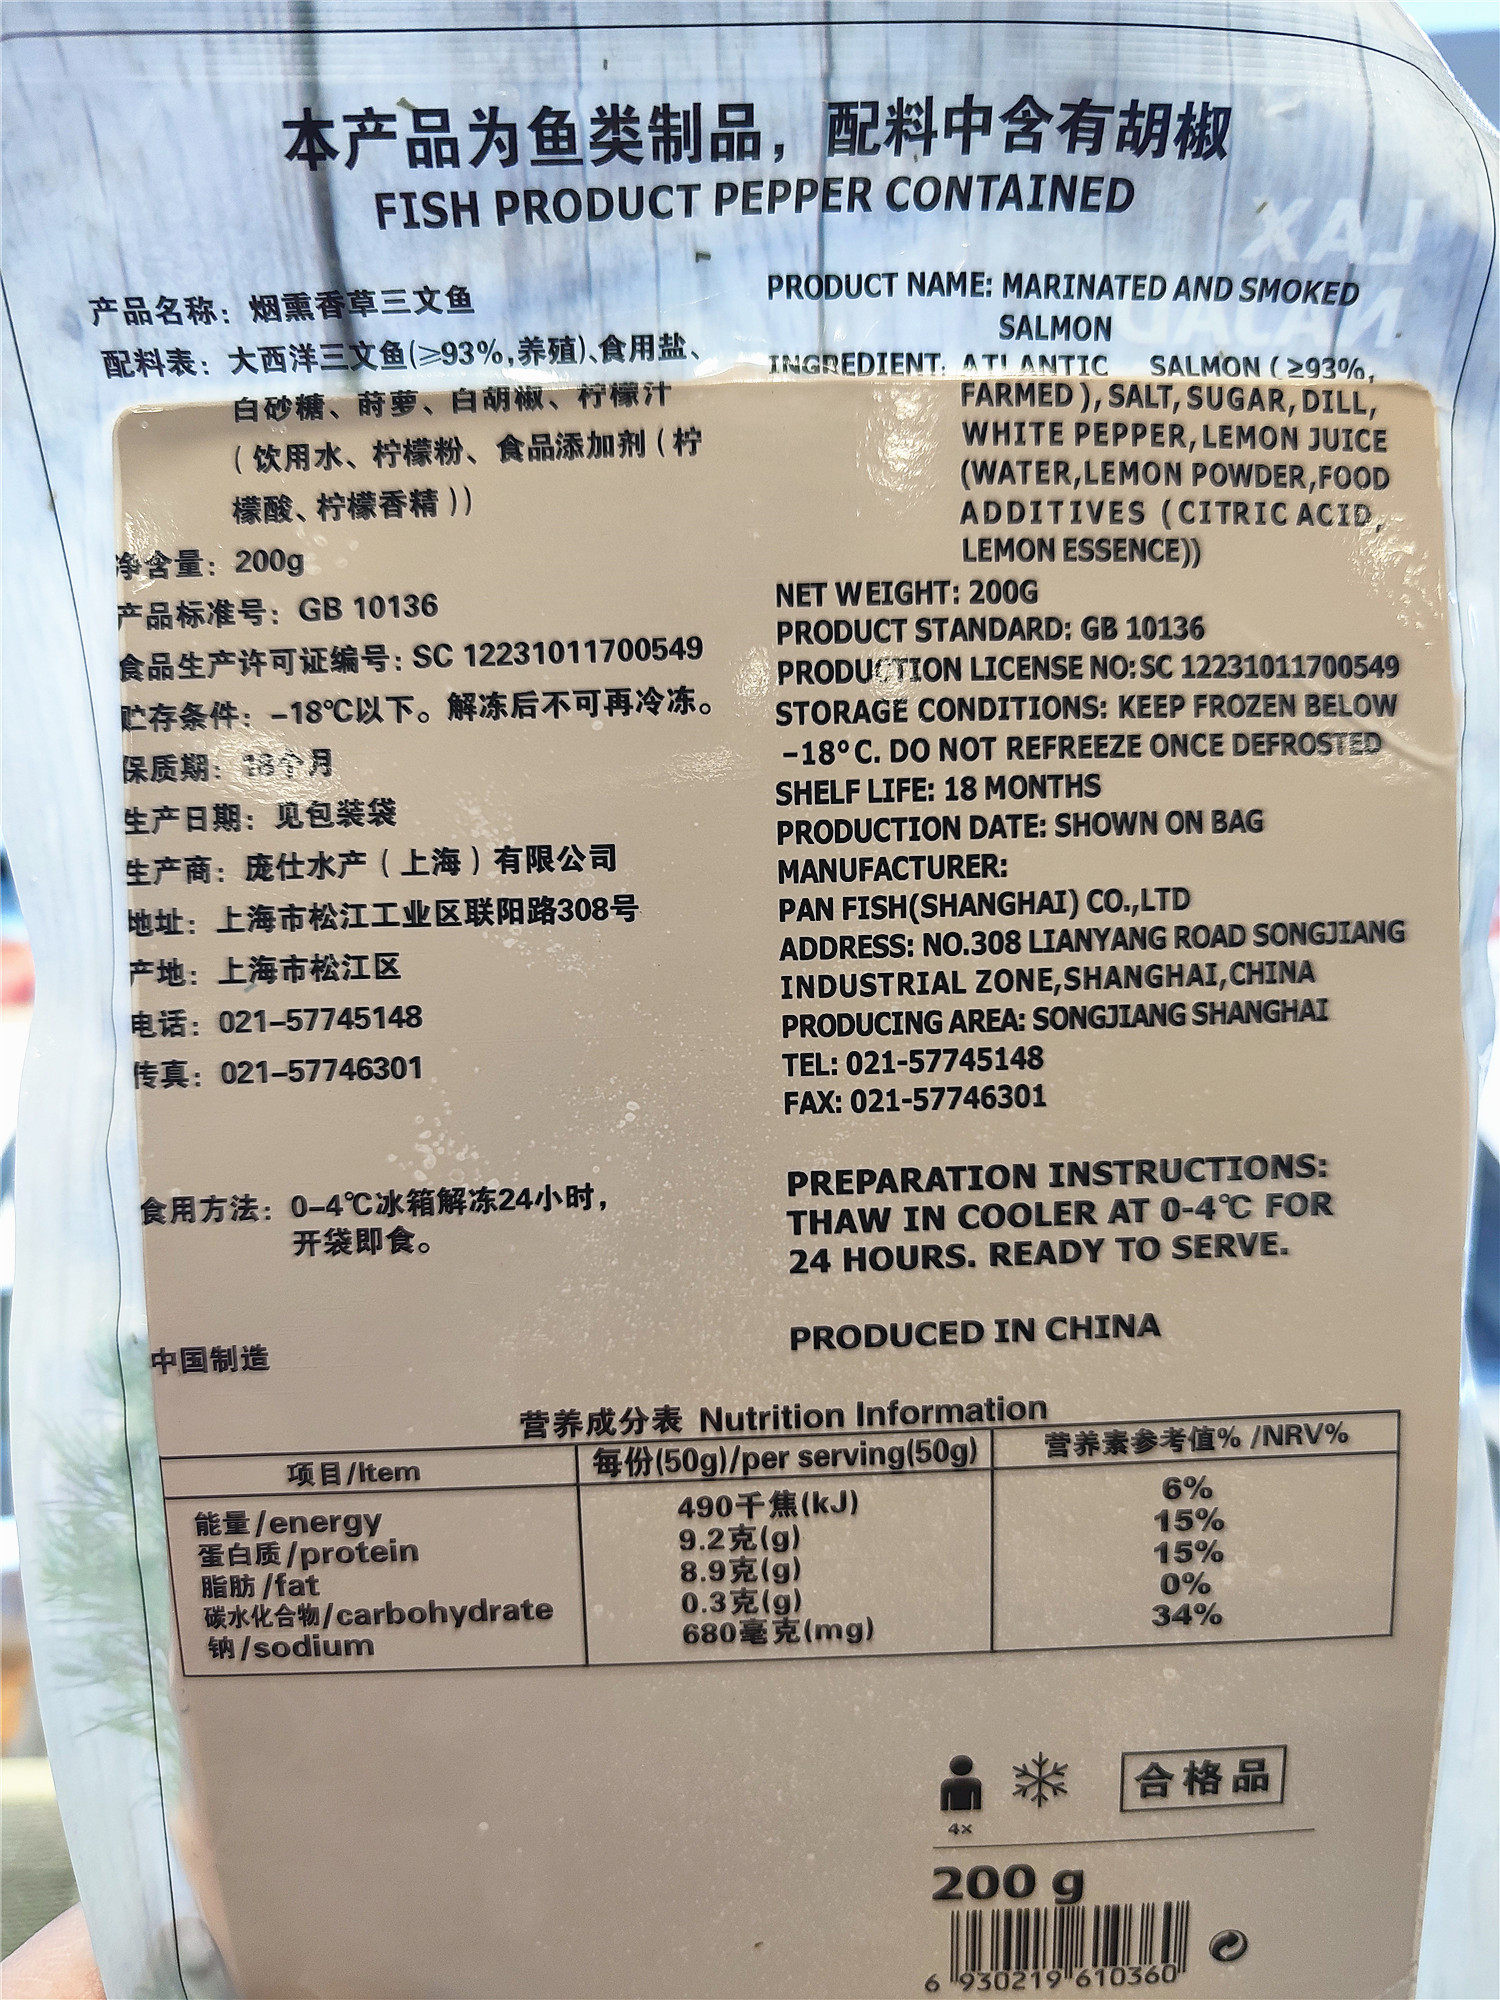 本产品为鱼类制品，配料中含有胡椒
FISH PRODUCT PEPPER CONTAINED
产品名称：烟熏香草三文鱼
配料表：大西洋三文鱼(≥93%,养殖)、食用盐、
白砂糖、莳萝、白胡椒、柠檬汁
（饮用水、柠檬粉、食品添加剂（柠
檬酸、柠檬香精））
净含量：200g
产品标准号：GB 10136
食品生产许可证编号：SC 12231011700549
贮存条件：-18℃以下。解冻后不可再冷冻。
保质期：18个月
生产日期：见包装袋
生产商：庞仕水产（上海）有限公司
地址：上海市松江工业区联阳路308号
产地：上海市松江区
电话：021-57745148
传真：021-57746301
食用方法：0-4℃冰箱解冻24小时，
开袋即食。
中国制造
PRODUCT NAME: MARINATED AND SMOKED
SALMON
INGREDIENT: ATLANTIC SALMON (≥93%,
FARMED), SALT, SUGAR, DILL,
WHITE PEPPER, LEMON JUICE
(WATER, LEMON POWDER, FOOD
ADDITIVES (CITRIC ACID,
LEMON ESSENCE))
NET WEIGHT: 200G
PRODUCT STANDARD: GB 10136
PRODUCTION LICENSE NO: SC 12231011700549
STORAGE CONDITIONS: KEEP FROZEN BELOW
-18°C. DO NOT REFREEZE ONCE DEFROSTED
SHELF LIFE: 18 MONTHS
PRODUCTION DATE: SHOWN ON BAG
MANUFACTURER:
PAN FISH(SHANGHAI) CO.,LTD
ADDRESS: NO.308 LIANYANG ROAD SONGJIANG
INDUSTRIAL ZONE,SHANGHAI,CHINA
PRODUCING AREA: SONGJIANG SHANGHAI
TEL: 021-57745148
FAX: 021-57746301
PREPARATION INSTRUCTIONS:
THAW IN COOLER AT 0-4℃ FOR
24 HOURS. READY TO SERVE.
PRODUCED IN CHINA
营养成分表 Nutrition Information
项目/Item 每份(50g)/per serving(50g) 营养素参考值% /NRV%
能量/energy 490千焦(kJ) 6%
蛋白质/protein 9.2克(g) 15%
脂肪/fat 8.9克(g) 15%
碳水化合物/carbohydrate 0.3克(g) 0%
钠/sodium 680毫克(mg) 34%
合格品
4x
200 g
6 930219 610360